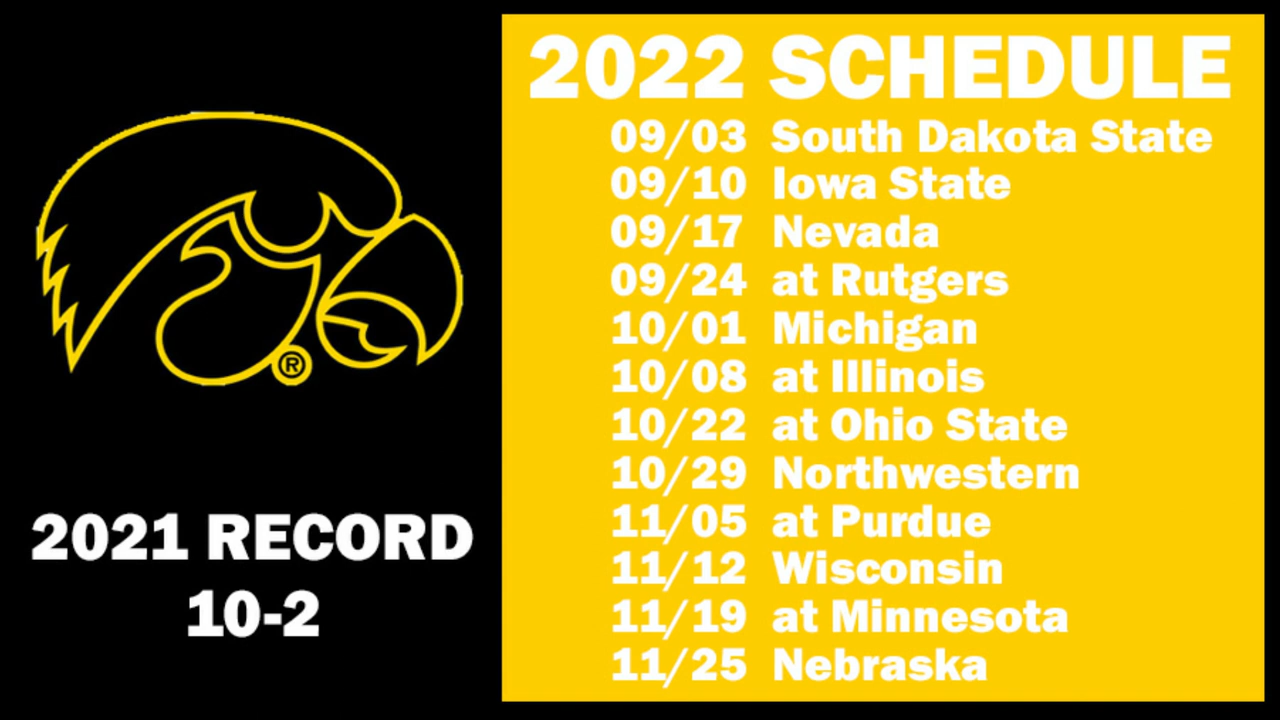 ®
2021 RECORD
10-2
2022 SCHEDULE
09/03 South Dakota State
09/10 Iowa State
09/17 Nevada
09/24 at Rutgers
10/01 Michigan
10/08 at Illinois
10/22 at Ohio State
10/29 Northwestern
11/05 at Purdue
11/12 Wisconsin
11/19 at Minnesota
11/25 Nebraska